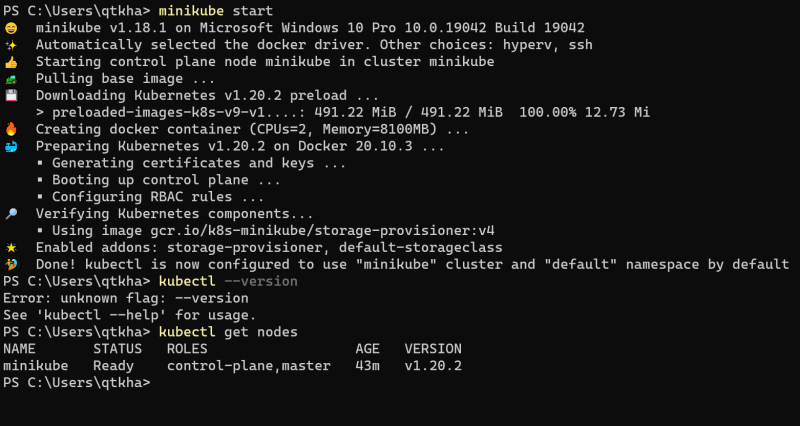 PS C:\Users\qtkha> minikube start
😄  minikube v1.18.1 on Microsoft Windows 10 Pro 10.0.19042 Build 19042
✨  Automatically selected the docker driver. Other choices: hyperv, ssh
👍  Starting control plane node minikube in cluster minikube
🚜  Pulling base image ...
💾  Downloading Kubernetes v1.20.2 preload ...
    > preloaded-images-k8s-v9-v1....: 491.22 MiB / 491.22 MiB  100.00% 12.73 Mi
🔥  Creating docker container (CPUs=2, Memory=8100MB) ...
🐳  Preparing Kubernetes v1.20.2 on Docker 20.10.3 ...
    ▪ Generating certificates and keys ...
    ▪ Booting up control plane ...
    ▪ Configuring RBAC rules ...
🔎  Verifying Kubernetes components...
    ▪ Using image gcr.io/k8s-minikube/storage-provisioner:v4
🌟  Enabled addons: storage-provisioner, default-storageclass
🏄  Done! kubectl is now configured to use "minikube" cluster and "default" namespace by default
PS C:\Users\qtkha> kubectl --version
Error: unknown flag: --version
See 'kubectl --help' for usage.
PS C:\Users\qtkha> kubectl get nodes
NAME       STATUS   ROLES                  AGE   VERSION
minikube   Ready    control-plane,master   43m   v1.20.2
PS C:\Users\qtkha>